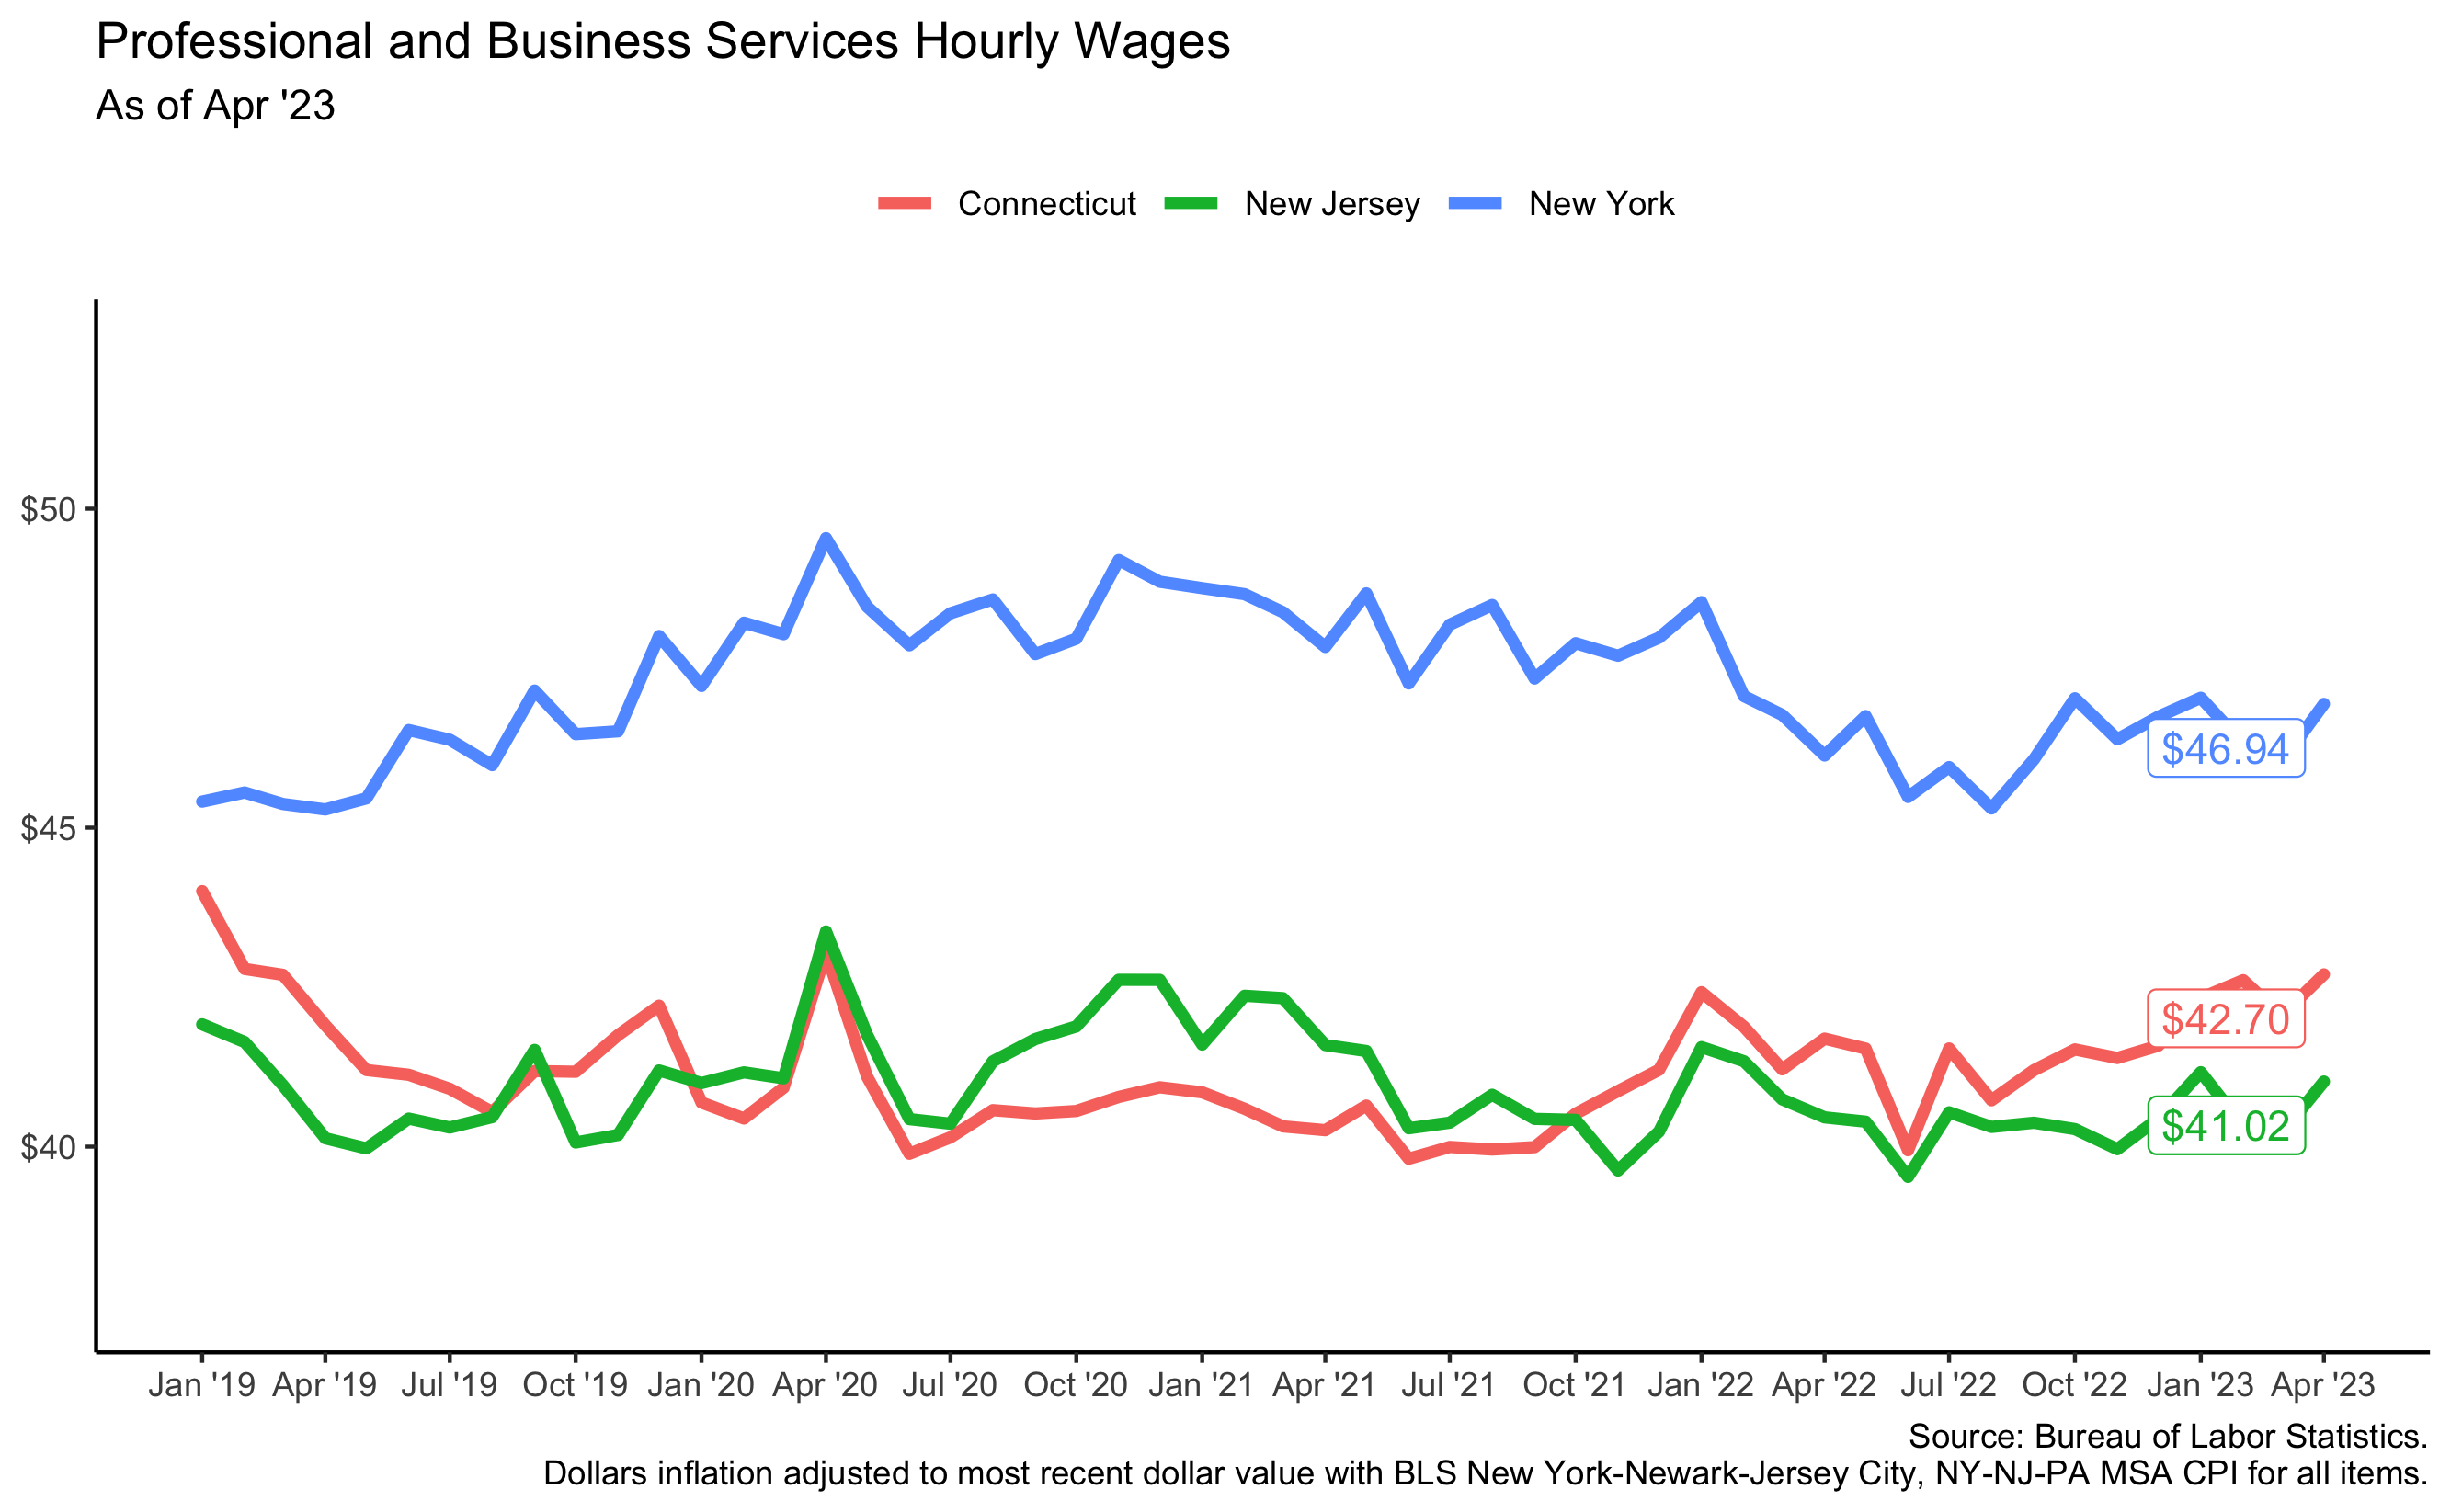 Professional and Business Services Hourly Wages
As of Apr '23
Connecticut New Jersey New York
$50
$45
$40
$46.94
$42.70
$41.02
Jan '19 Apr '19 Jul '19 Oct '19 Jan '20 Apr '20 Jul '20 Oct '20 Jan '21 Apr '21 Jul '21 Oct '21 Jan '22 Apr '22 Jul '22 Oct '22 Jan '23 Apr '23
Source: Bureau of Labor Statistics.
Dollars inflation adjusted to most recent dollar value with BLS New York-Newark-Jersey City, NY-NJ-PA MSA CPI for all items.